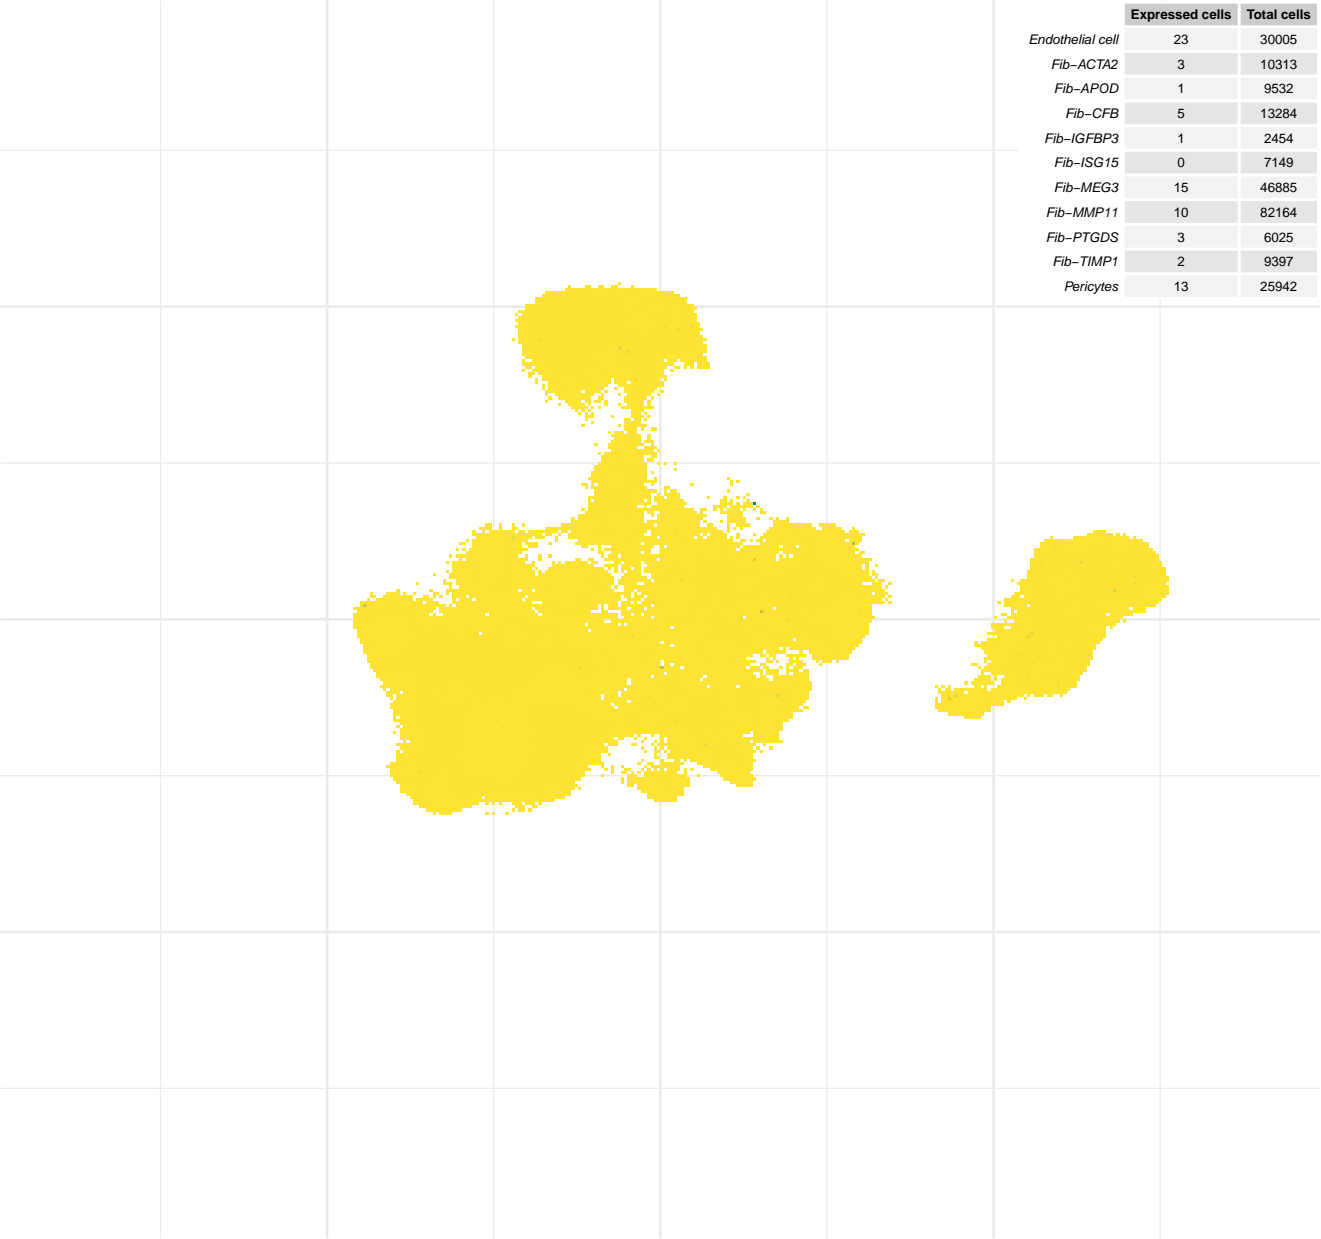 Expressed cells Total cells
Endothelial cell 23 30005
Fib−ACTA2 3 10313
Fib−APOD 1 9532
Fib−CFB 5 13284
Fib−IGFBP3 1 2454
Fib−ISG15 0 7149
Fib−MEG3 15 46885
Fib−MMP11 10 82164
Fib−PTGDS 3 6025
Fib−TIMP1 2 9397
Pericytes 13 25942